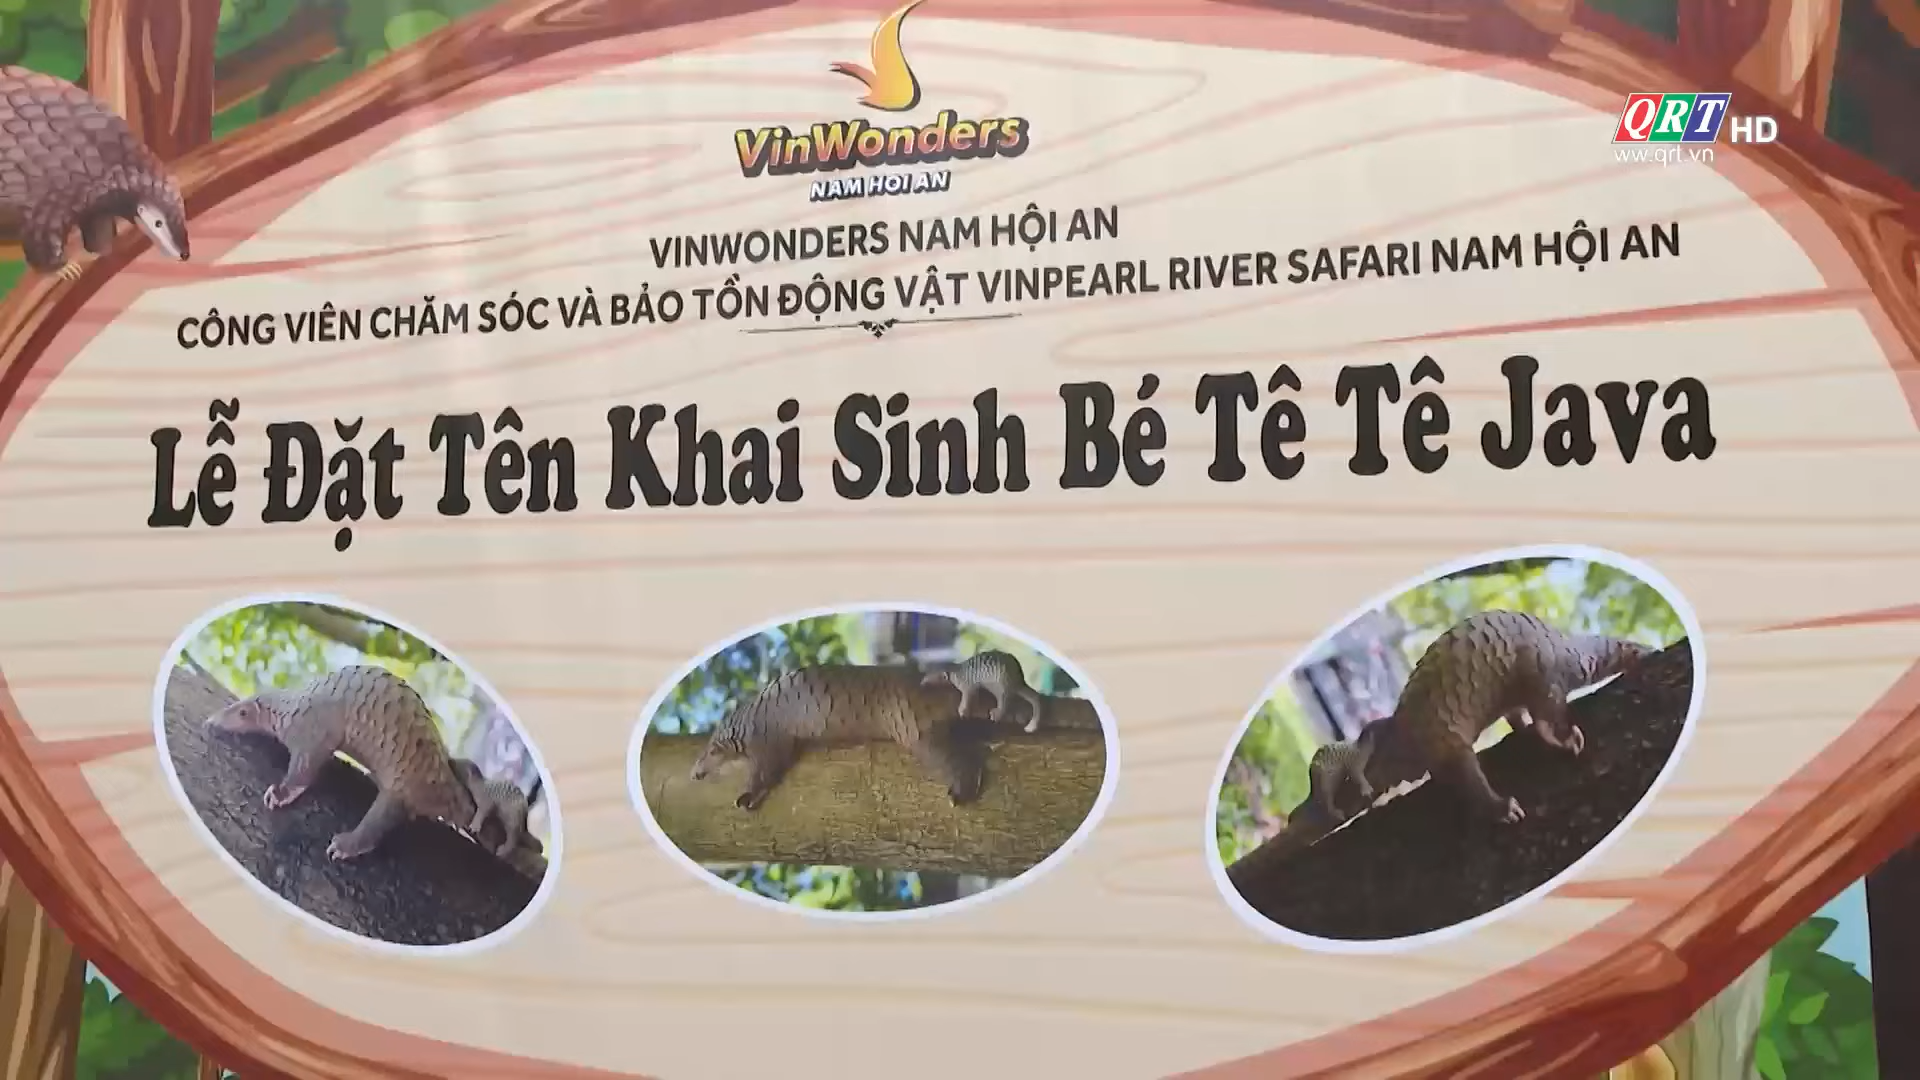 QRT HD
ww.qrt.vn
VinWonders
NAM HOI AN
VINWONDERS NAM HỘI AN
CÔNG VIÊN CHĂM SÓC VÀ BẢO TỒN ĐỘNG VẬT VINPEARL RIVER SAFARI NAM HỘI AN
Lễ Đặt Tên Khai Sinh Bé Tê Tê Java